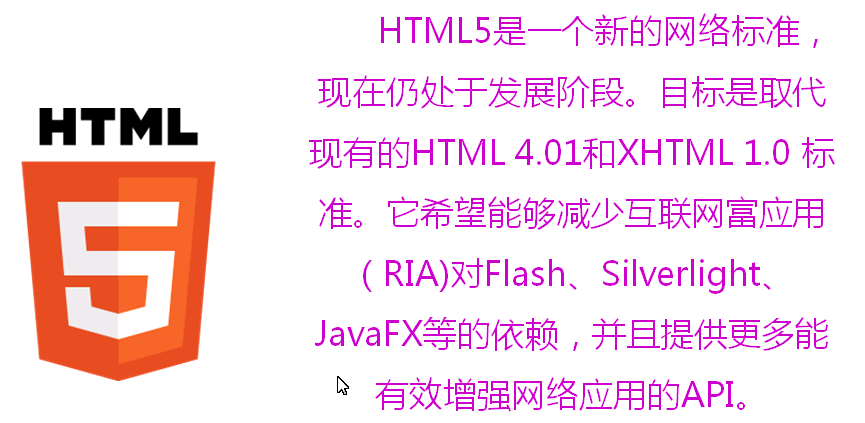 HTML
5
HTML5是一个新的网络标准，
现在仍处于发展阶段。目标是取代
现有的HTML 4.01和XHTML 1.0 标
准。它希望能够减少互联网富应用
（RIA)对Flash、Silverlight、
JavaFX等的依赖，并且提供更多能
有效增强网络应用的API。